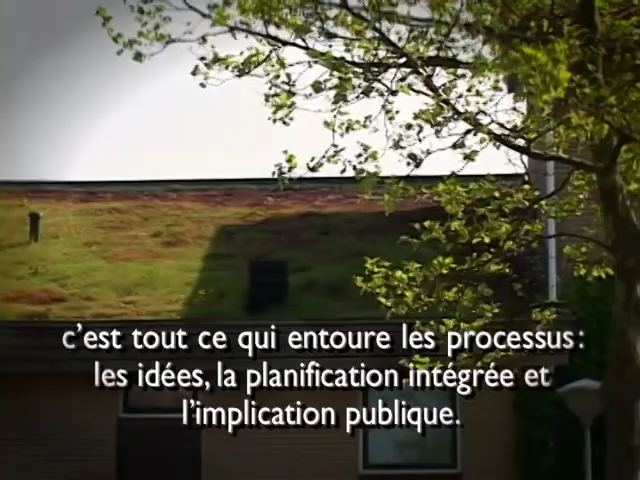 c'est tout ce qui entoure les processus:
les idées, la planification intégrée et
l'implication publique.